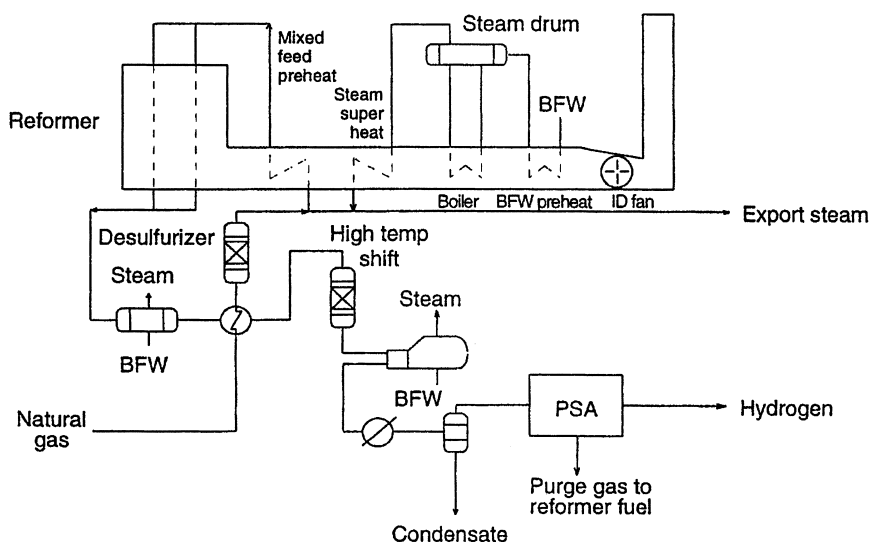 Steam drum
Mixed
feed
preheat
Steam
super
heat
BFW
Reformer
Boiler
BFW preheat
ID fan
Export steam
Desulfurizer
High temp
shift
Steam
Steam
BFW
BFW
Natural
gas
PSA
Hydrogen
Purge gas to
reformer fuel
Condensate